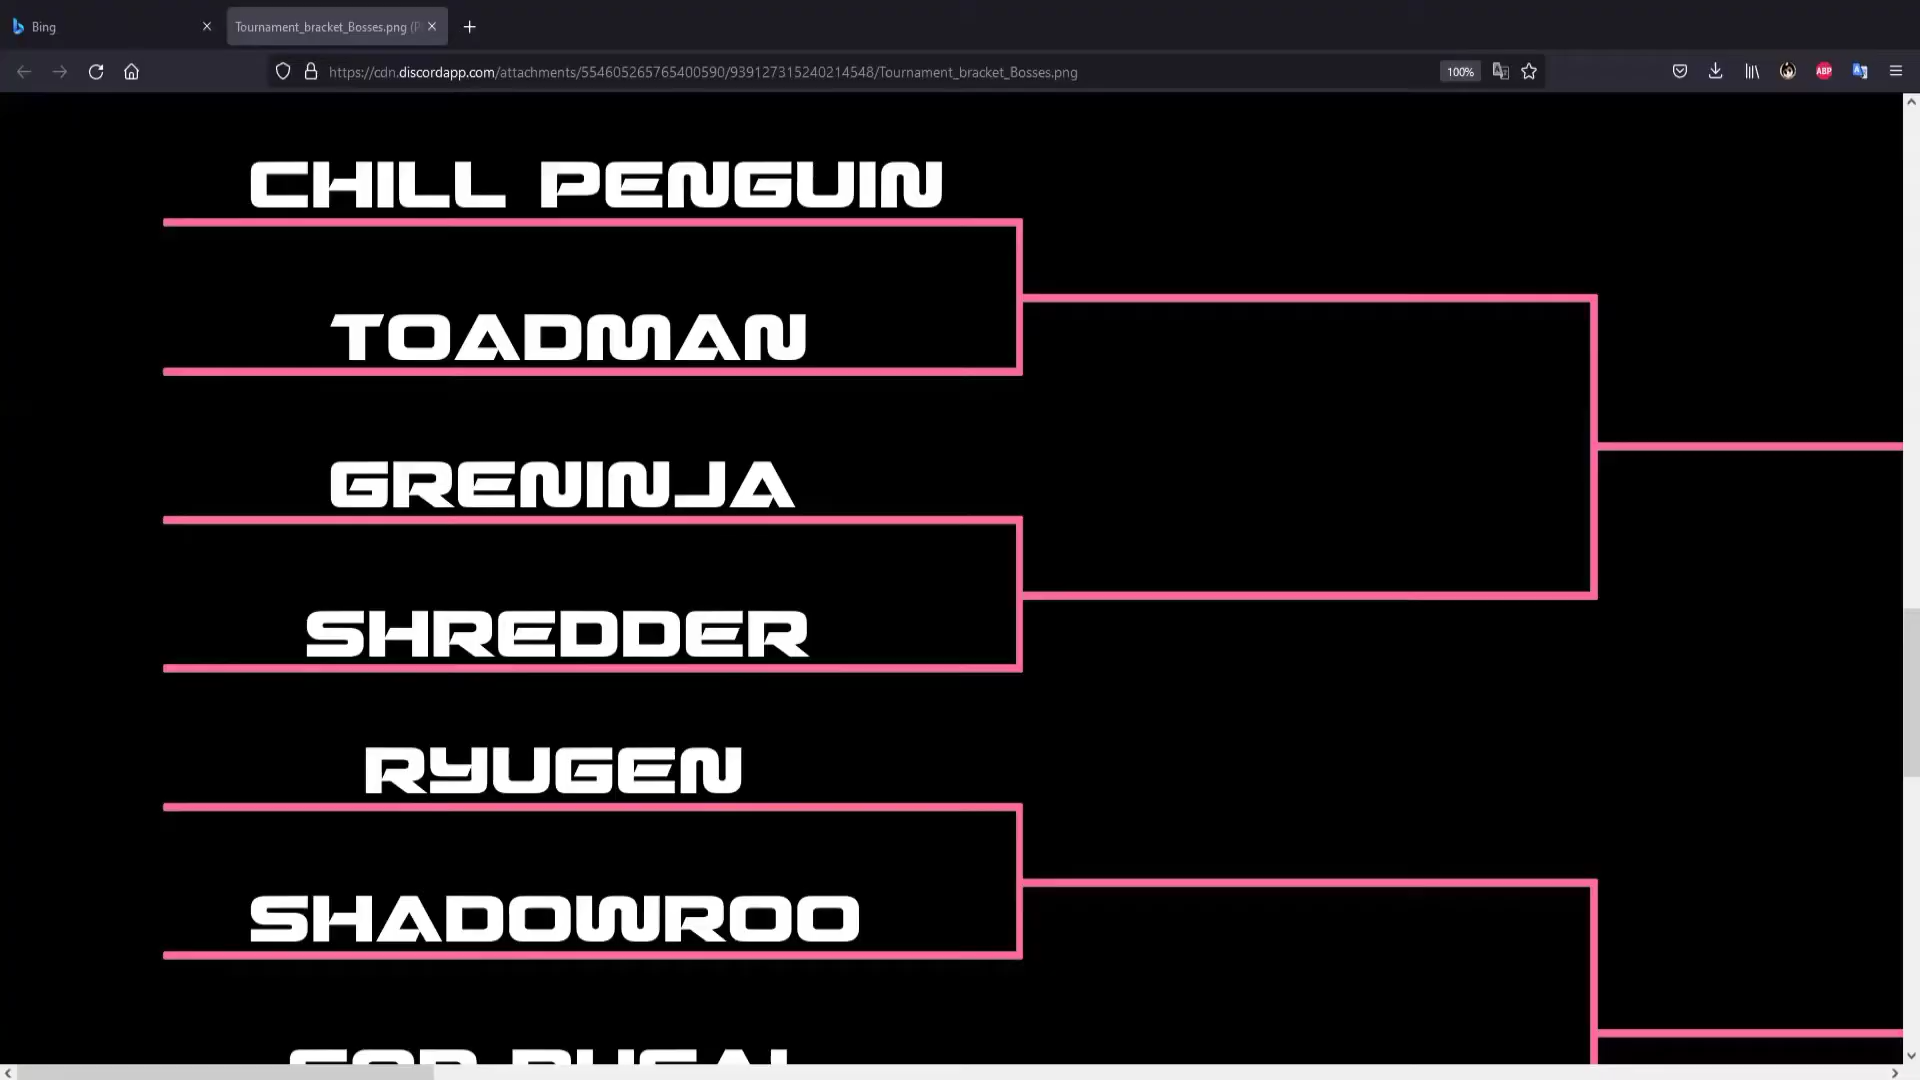 Bing
Tournament_bracket_Bosses.png
https://cdn.discordapp.com/attachments/554605265765400590/939127315240214548/Tournament_bracket_Bosses.png
100%
ABP
CHILL PENGUIN
TOADMAN
GRENINJA
SHREDDER
RYUGEN
SHADOWROO